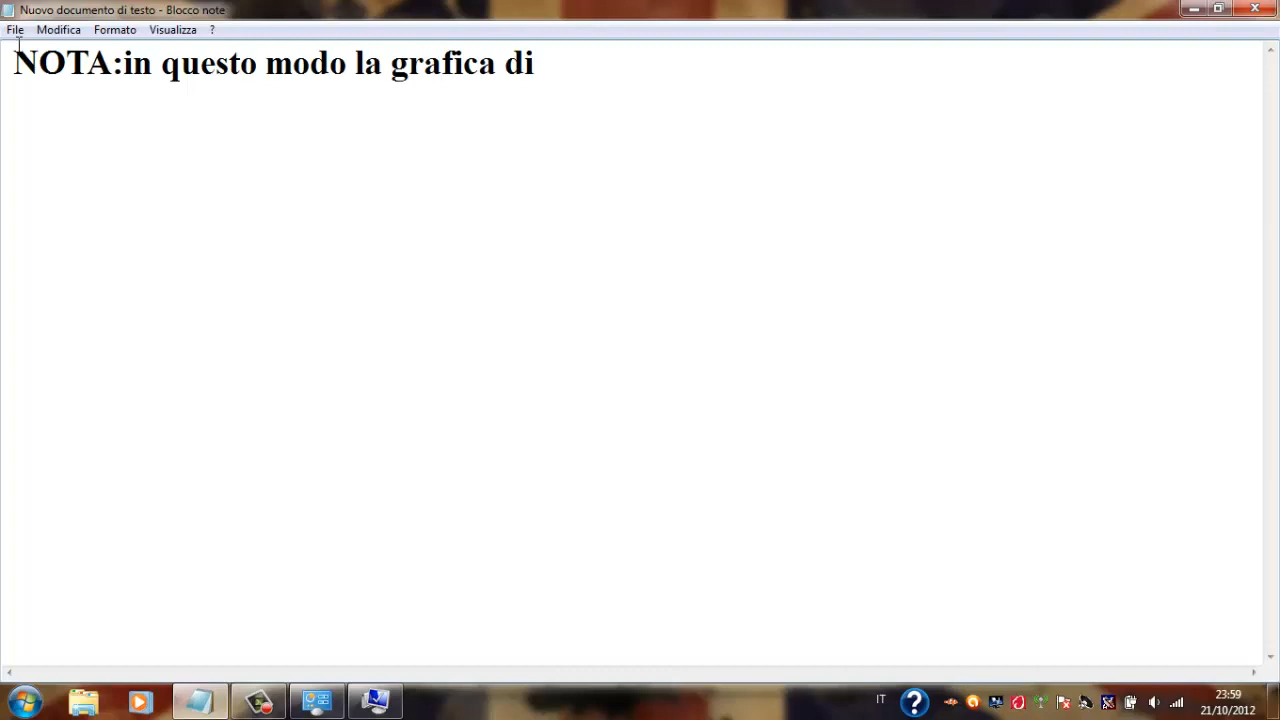 Nuovo documento di testo - Blocco note
File Modifica Formato Visualizza ?
NOTA:in questo modo la grafica di
IT
23:59
21/10/2012